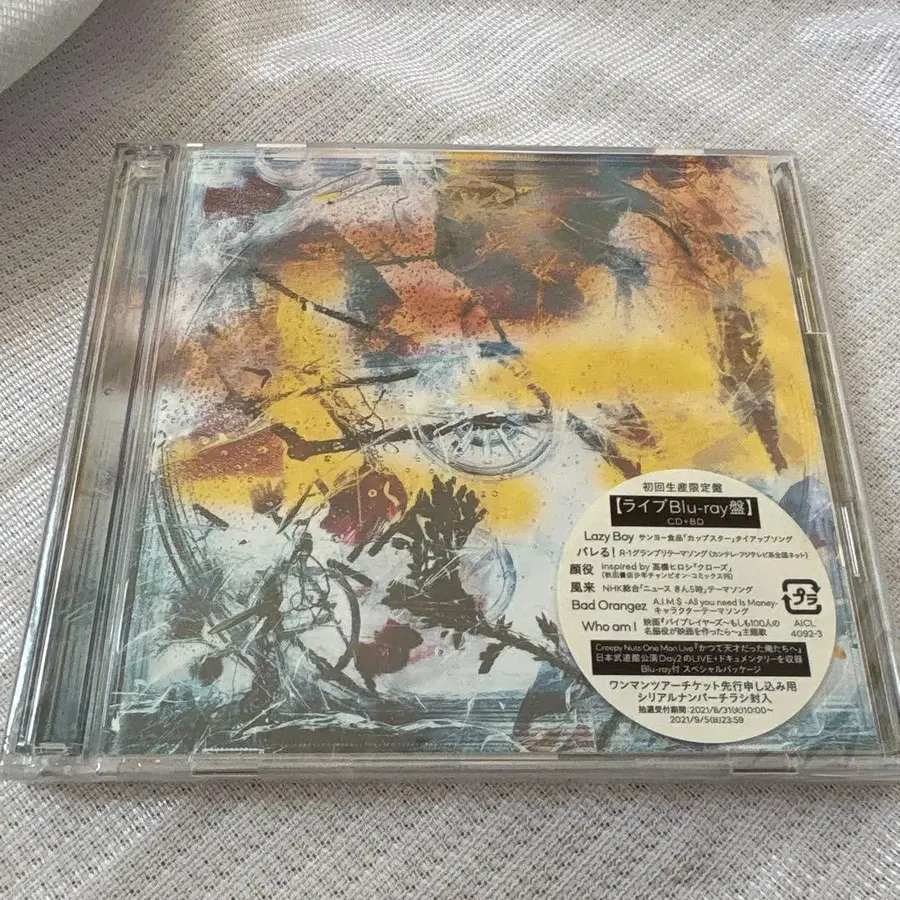 初回生産限定盤
【ライブBlu-ray盤】
CD+BD
Lazy Boy サンヨー食品「カップスター」タイアップソング
バレる! R-1グランプリテーマソング(カンテレ・フジテレビ系全国ネット)
顔役 inspired by 髙橋ヒロシ『クローズ』
(秋田書店少年チャンピオン・コミックス刊)
風来 NHK総合「ニュース きん5時」テーマソング
Bad Orangez A.I.M.$ -All you need is Money-
キャラクターテーマソング
Who am I 映画『バイプレイヤーズ~もしも100人の
名脇役が映画を作ったら~』主題歌
プラ
AICL
4092-3
Creepy Nuts One Man Live「かつて天才だった俺たちへ」
日本武道館公演Day2のLIVE+ドキュメンタリーを収録
Blu-ray付 スペシャルパッケージ
ワンマンツアーチケット先行申し込み用
シリアルナンバーチラシ封入
抽選受付期間:2021/8/31(火)10:00~
2021/9/5(日)23:59